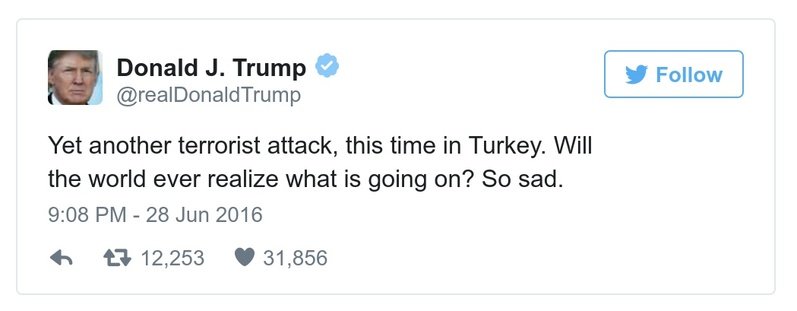 Donald J. Trump
@realDonaldTrump
Follow
Yet another terrorist attack, this time in Turkey. Will
the world ever realize what is going on? So sad.
9:08 PM - 28 Jun 2016
12,253 31,856